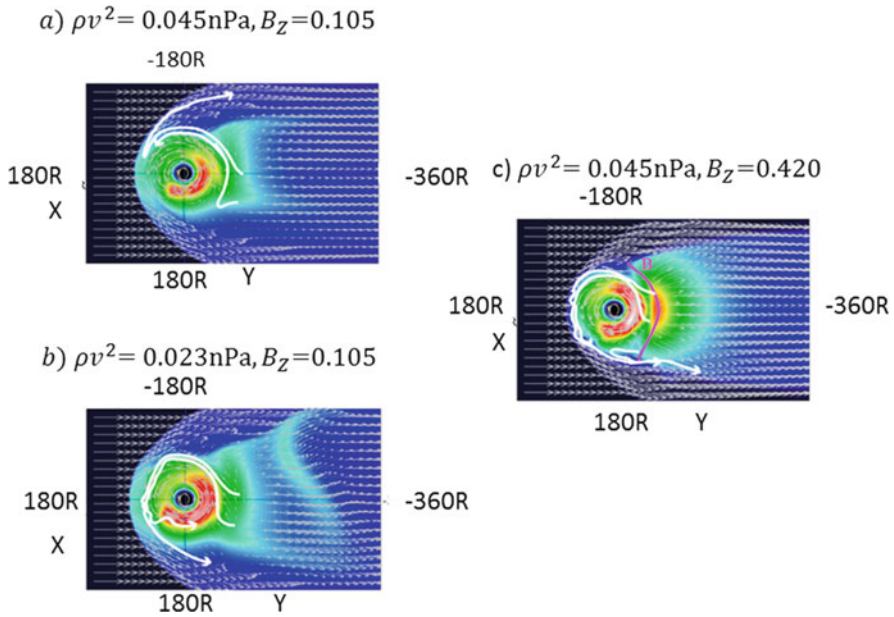 a) ρv²= 0.045nPa, B_Z=0.105
-180R
180R
X
180R
Y
-360R
b) ρv²= 0.023nPa, B_Z=0.105
-180R
180R
X
180R
Y
-360R
c) ρv²= 0.045nPa, B_Z=0.420
-180R
B
180R
X
180R
Y
-360R